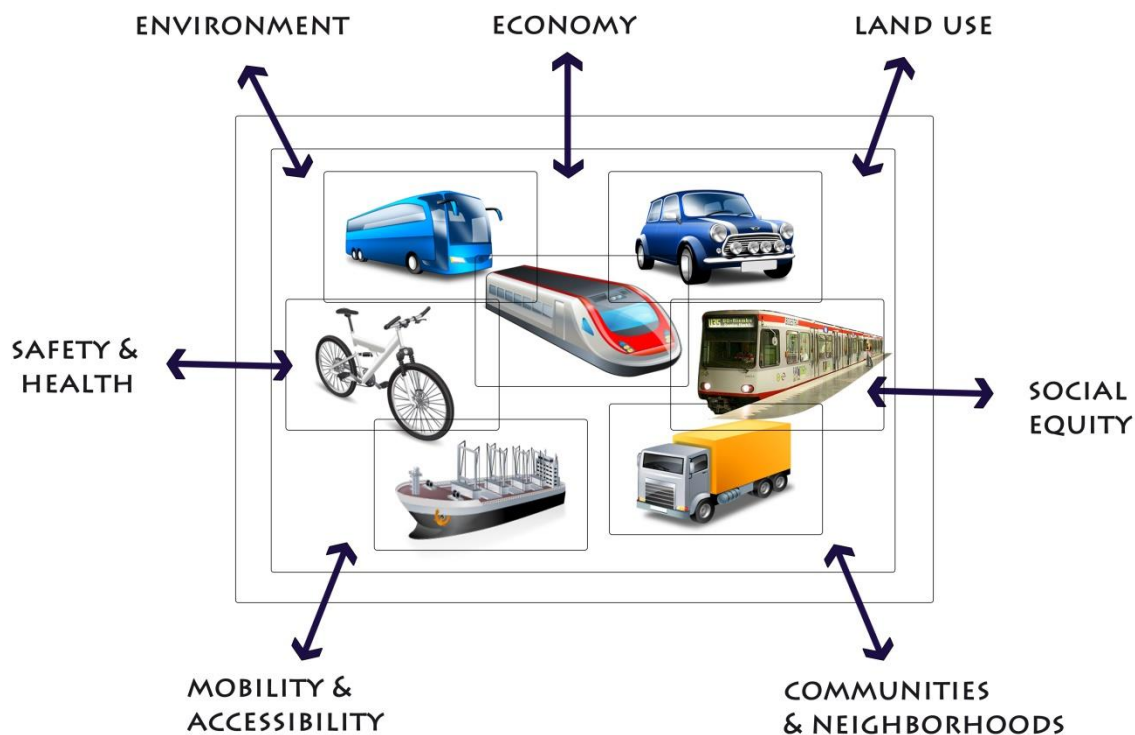 ENVIRONMENT
ECONOMY
LAND USE
SAFETY &
HEALTH
SOCIAL
EQUITY
MOBILITY &
ACCESSIBILITY
COMMUNITIES
& NEIGHBORHOODS